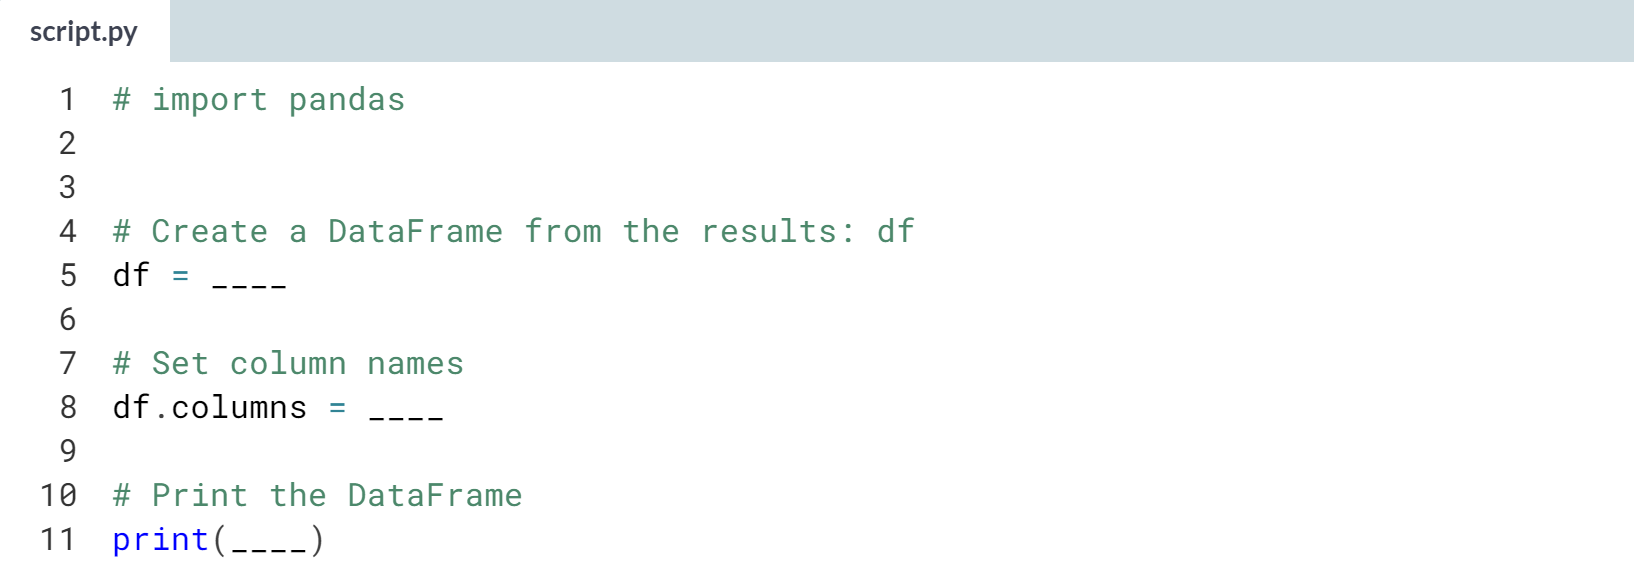 script.py
1 # import pandas
2
3
4 # Create a DataFrame from the results: df
5 df = ____
6
7 # Set column names
8 df.columns = ____
9
10 # Print the DataFrame
11 print(____)